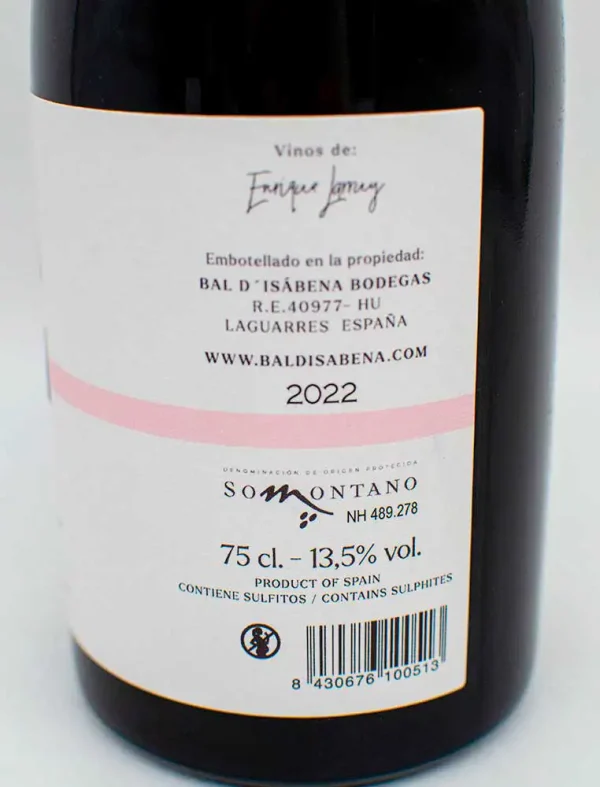 Vinos de:
Enrique Lamuy
Embotellado en la propiedad:
BAL D´ISÁBENA BODEGAS
R.E.40977- HU
LAGUARRES ESPAÑA
WWW.BALDISABENA.COM
2022
DENOMINACIÓN DE ORIGEN PROTEGIDA
SOMONTANO
NH 489.278
75 cl. - 13,5% vol.
PRODUCT OF SPAIN
CONTIENE SULFITOS / CONTAINS SULPHITES
8 430676 100513